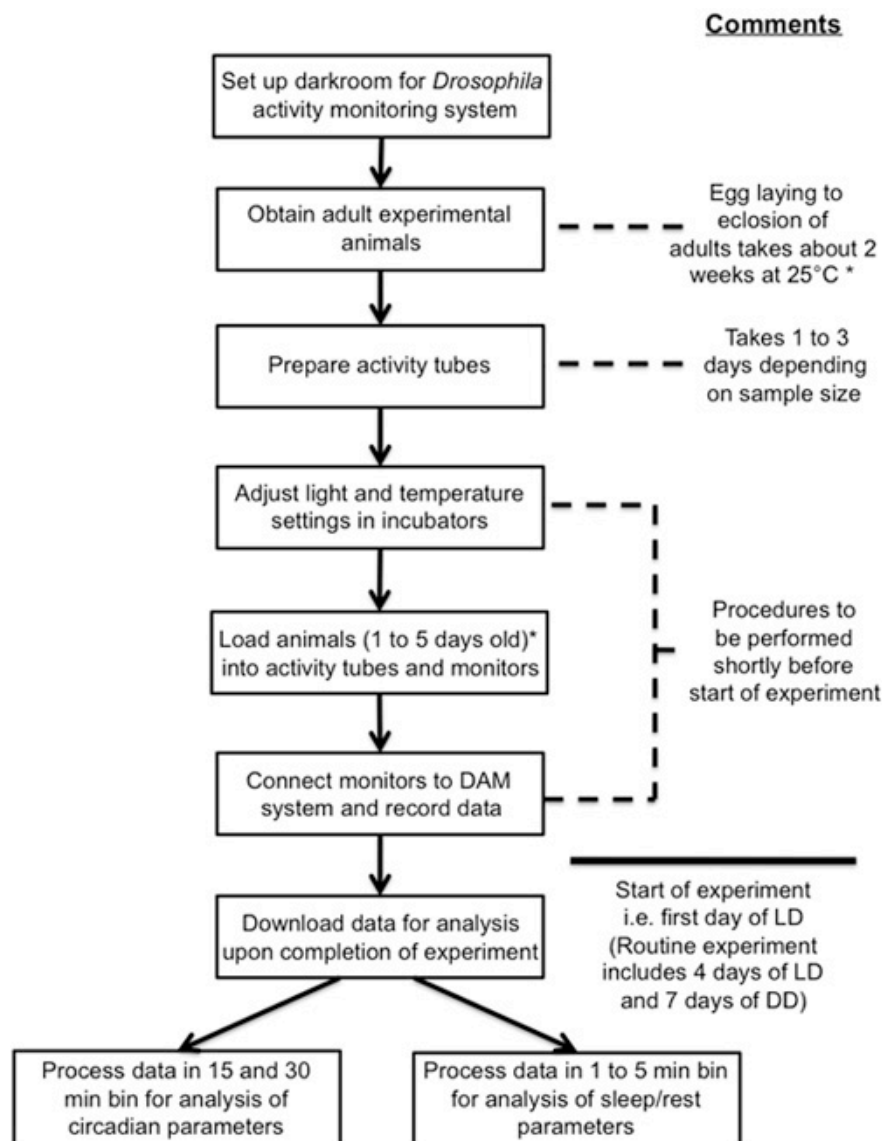 Comments
Set up darkroom for Drosophila
activity monitoring system
Obtain adult experimental
animals
Egg laying to
eclosion of
adults takes about 2
weeks at 25°C *
Prepare activity tubes
Takes 1 to 3
days depending
on sample size
Adjust light and temperature
settings in incubators
Load animals (1 to 5 days old)*
into activity tubes and monitors
Procedures to
be performed
shortly before
start of experiment
Connect monitors to DAM
system and record data
Download data for analysis
upon completion of experiment
Start of experiment
i.e. first day of LD
(Routine experiment
includes 4 days of LD
and 7 days of DD)
Process data in 15 and 30
min bin for analysis of
circadian parameters
Process data in 1 to 5 min bin
for analysis of sleep/rest
parameters